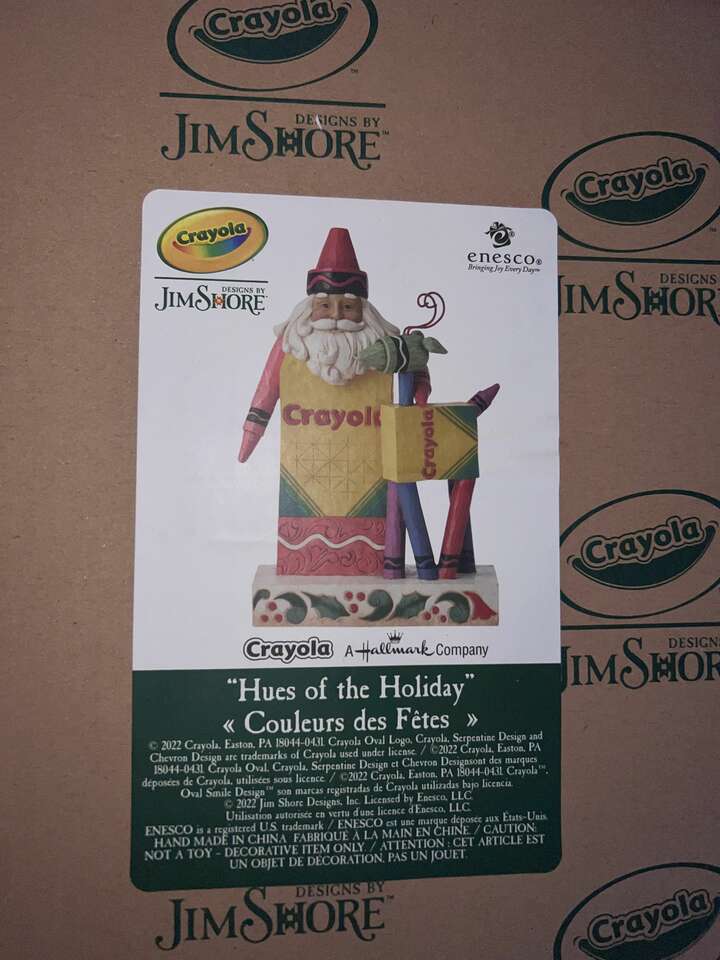 Crayola
™
DESIGNS BY
JIM SHORE™
Crayola
DESIGNS
JIM SHOR
Crayola
DESIGNS BY
JIM SHORE
enesco®
Bringing Joy Every Day™
Crayola
Crayola
Crayola A Hallmark Company
"Hues of the Holiday"
« Couleurs des Fêtes »
© 2022 Crayola, Easton, PA 18044-0431. Crayola Oval Logo, Crayola, Serpentine Design and
Chevron Design are trademarks of Crayola used under license. / ©2022 Crayola, Easton, PA
18044-0431. Crayola Oval, Crayola, Serpentine Design et Chevron Designsont des marques
déposées de Crayola, utilisées sous licence. / ©2022 Crayola, Easton, PA 18044-0431. Crayola™,
Oval Smile Design™ son marcas registradas de Crayola utilizadas bajo licencia.
© 2022 Jim Shore Designs, Inc. Licensed by Enesco, LLC.
Utilisation autorisée en vertu d'une licence d'Enesco, LLC.
ENESCO is a registered U.S. trademark / ENESCO est une marque déposée aux États-Unis.
HAND MADE IN CHINA. FABRIQUÉ À LA MAIN EN CHINE. / CAUTION:
NOT A TOY - DECORATIVE ITEM ONLY. / ATTENTION : CET ARTICLE EST
UN OBJET DE DÉCORATION, PAS UN JOUET.
Crayola
DESIGN
JIM SHOR
DESIGNS BY
JIM SHORE™
Crayola